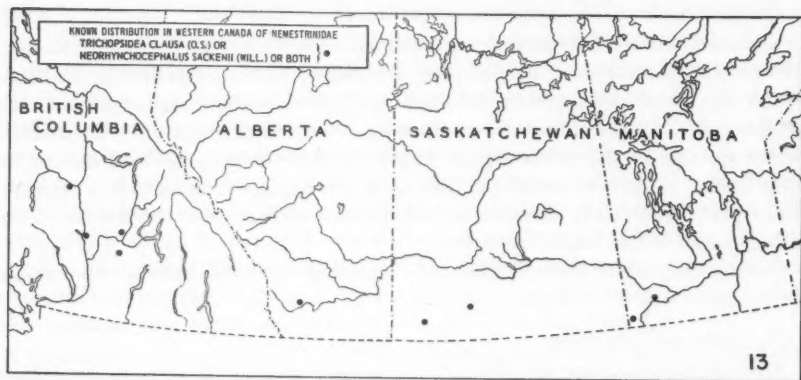 KNOWN DISTRIBUTION IN WESTERN CANADA OF NEMESTRINIDAE
TRICHOPSIDEA CLAUSA (O.S.) OR
NEORHYNCHOCEPHALUS SACKENII (WILL.) OR BOTH
BRITISH
COLUMBIA ALBERTA SASKATCHEWAN MANITOBA
13